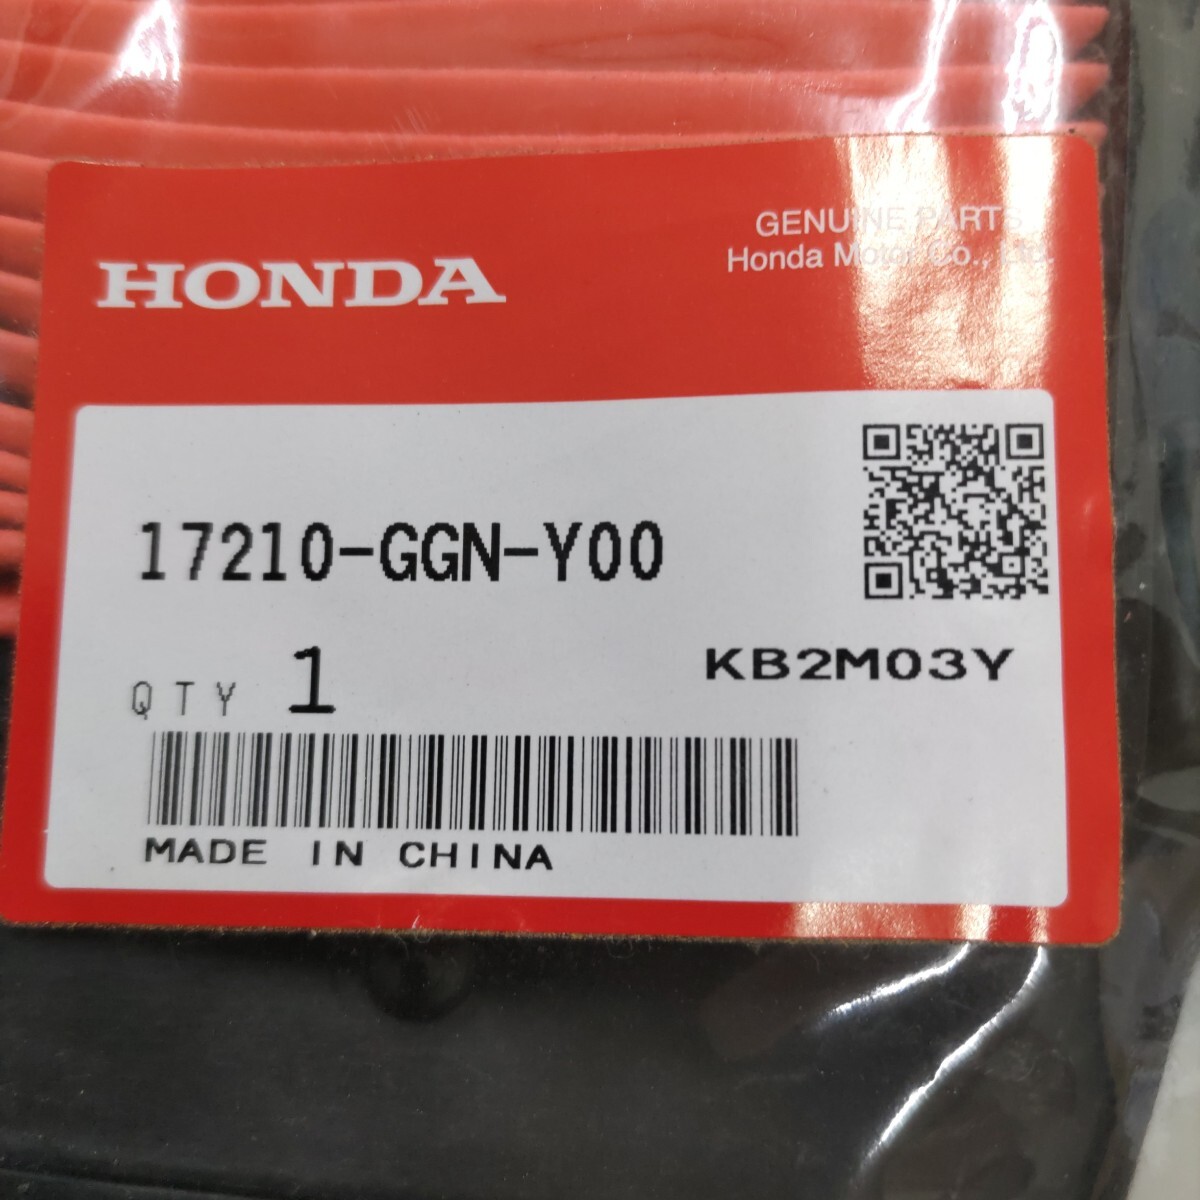 HONDA
GENUINE PARTS
Honda Motor Co., Ltd.
17210-GGN-Y00
QTY 1
KB2M03Y
MADE IN CHINA